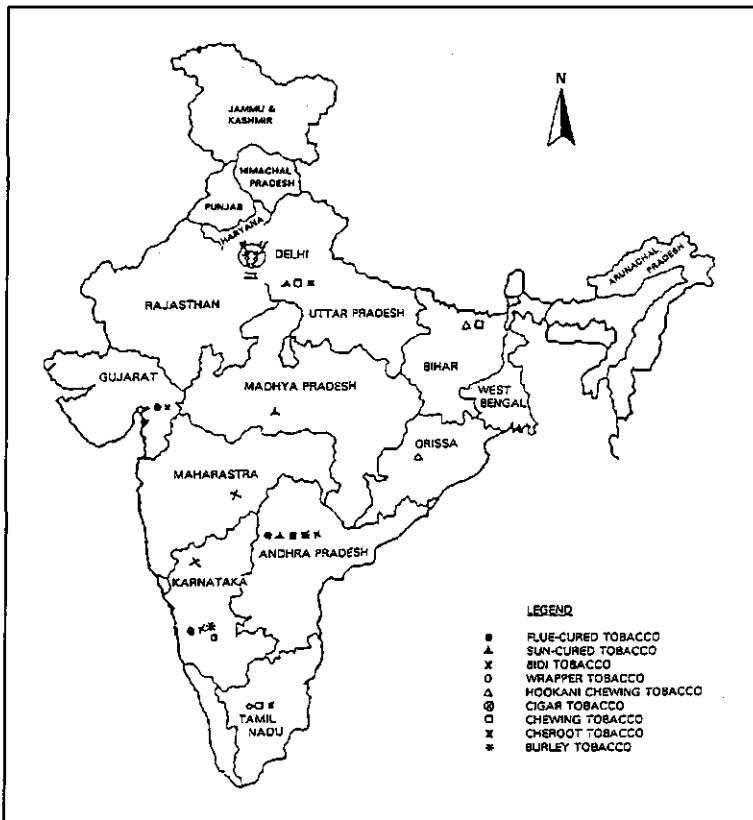 N
JAMMU &
KASHMIR
HIMACHAL
PRADESH
PUNJAB
HARYANA
DELHI
ARUNACHAL
PRADESH
RAJASTHAN
UTTAR PRADESH
BIHAR
GUJARAT
MADHYA PRADESH
WEST
BENGAL
ORISSA
MAHARASTRA
ANDHRA PRADESH
KARNATAKA
TAMIL
NADU
LEGEND
FLUE-CURED TOBACCO
SUN-CURED TOBACCO
BIDI TOBACCO
WRAPPER TOBACCO
HOOKANI CHEWING TOBACCO
CIGAR TOBACCO
CHEWING TOBACCO
CHEROOT TOBACCO
BURLEY TOBACCO